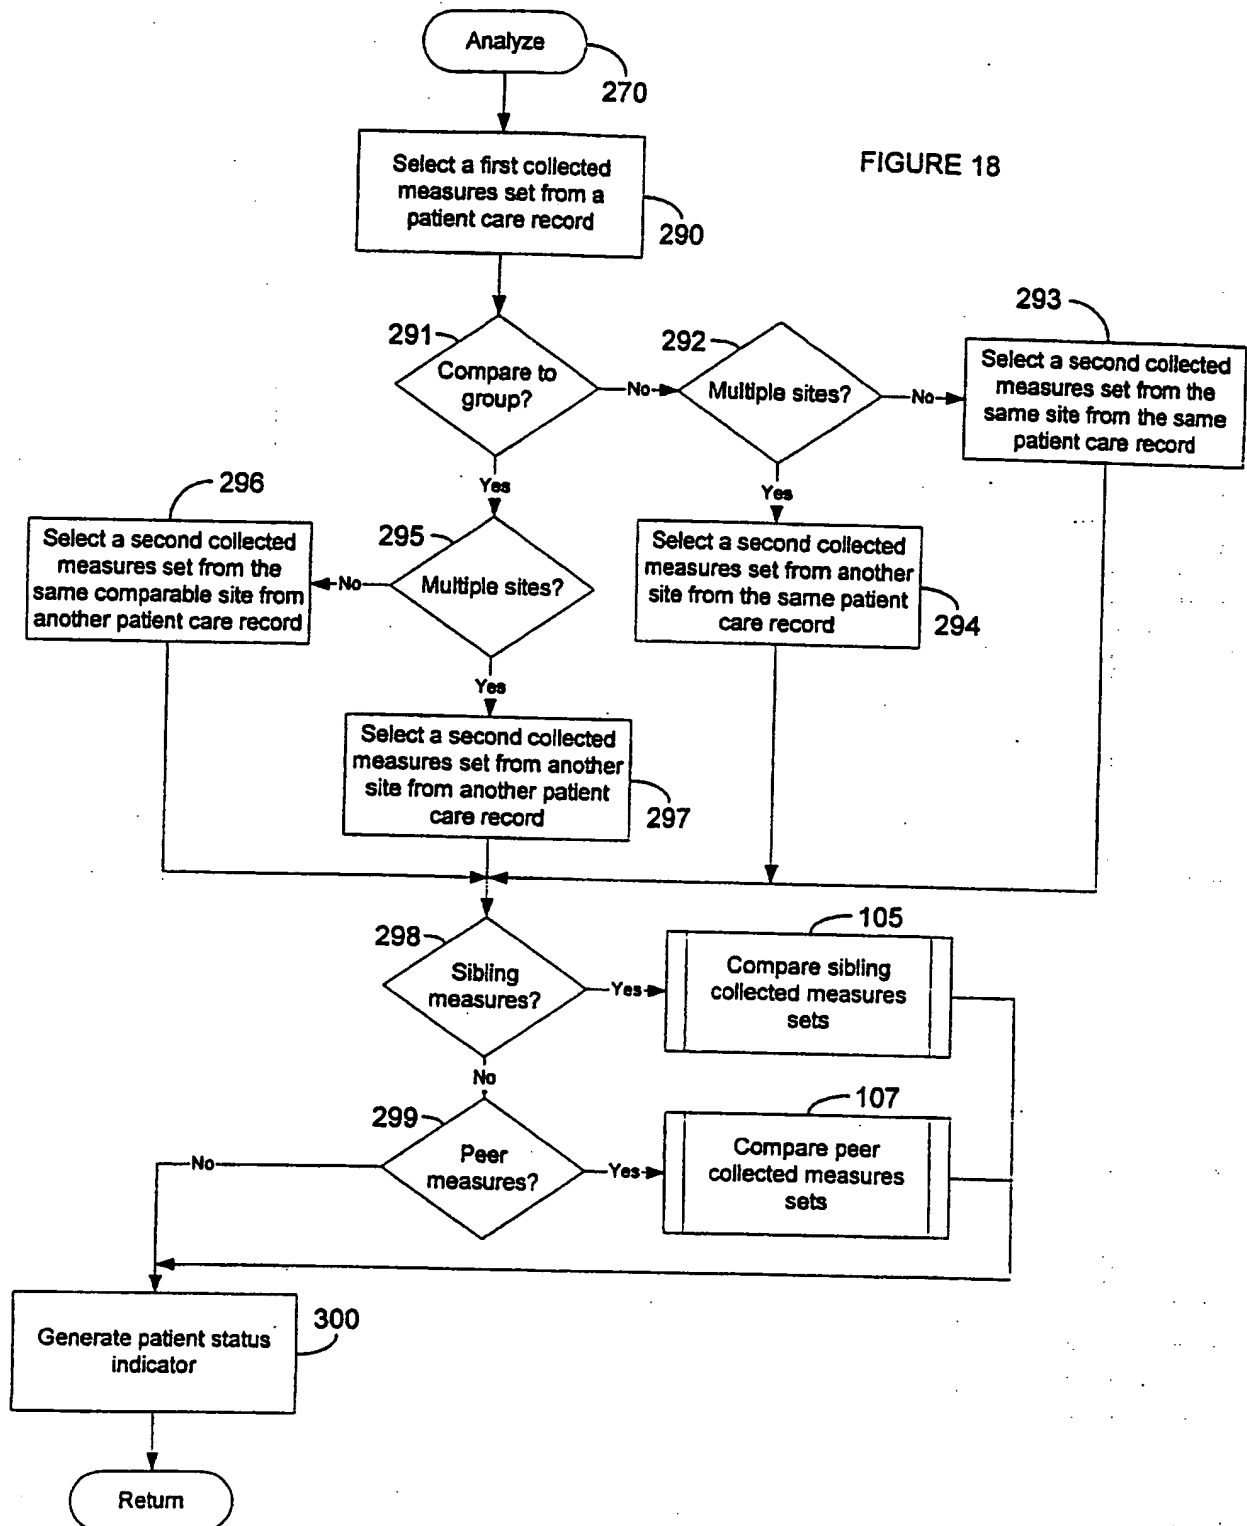 Analyze
270
FIGURE 18
Select a first collected
measures set from a
patient care record
290
291
Compare to
group?
No
292
Multiple sites?
No
293
Select a second collected
measures set from the
same site from the same
patient care record
Yes
Yes
296
Select a second collected
measures set from the
same comparable site from
another patient care record
No
295
Multiple sites?
Select a second collected
measures set from another
site from the same patient
care record
294
Yes
Select a second collected
measures set from another
site from another patient
care record
297
298
Sibling
measures?
Yes
105
Compare sibling
collected measures
sets
No
299
Peer
measures?
No
Yes
107
Compare peer
collected measures
sets
Generate patient status
indicator
300
Return